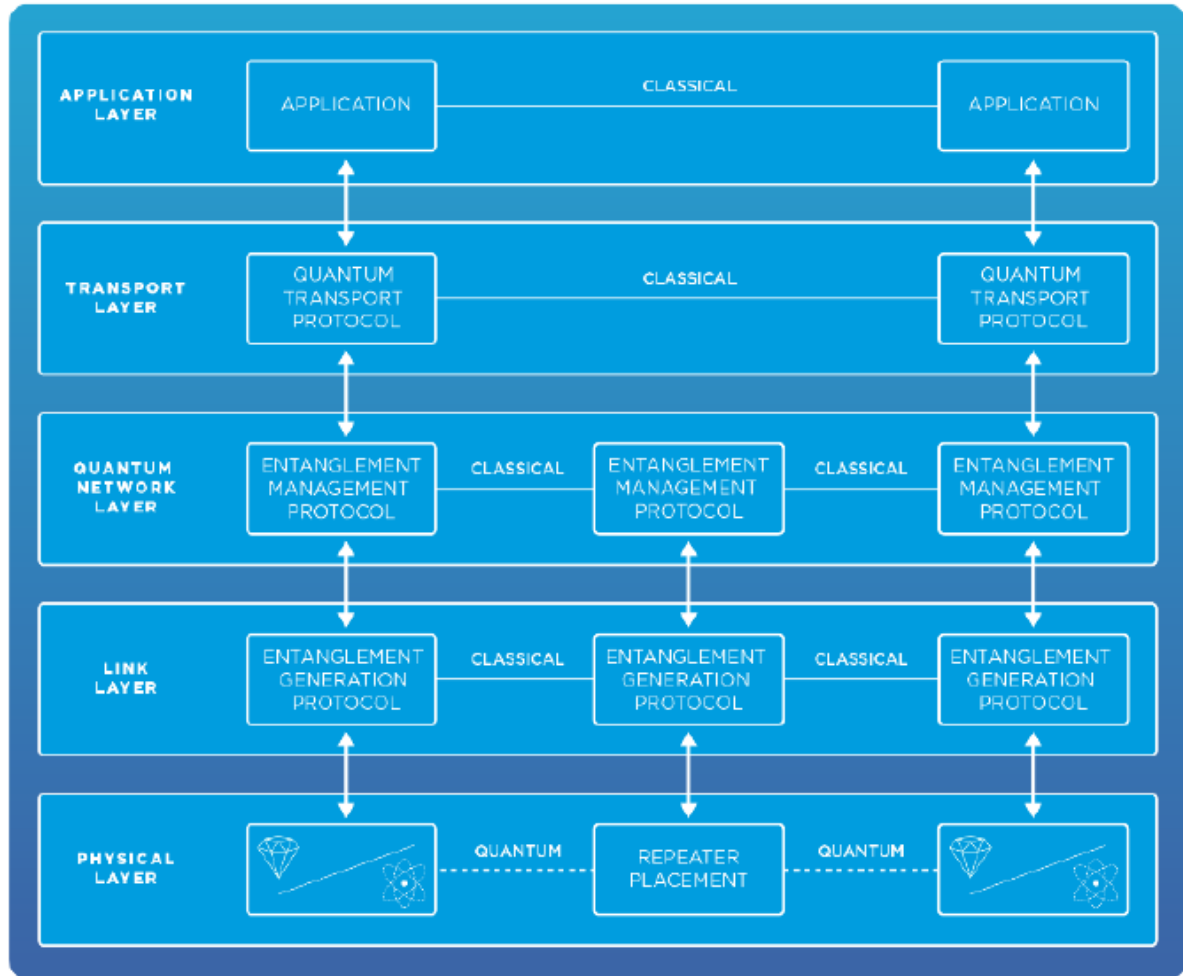 APPLICATION
LAYER
APPLICATION
CLASSICAL
APPLICATION
TRANSPORT
LAYER
QUANTUM
TRANSPORT
PROTOCOL
CLASSICAL
QUANTUM
TRANSPORT
PROTOCOL
QUANTUM
NETWORK
LAYER
ENTANGLEMENT
MANAGEMENT
PROTOCOL
CLASSICAL
ENTANGLEMENT
MANAGEMENT
PROTOCOL
CLASSICAL
ENTANGLEMENT
MANAGEMENT
PROTOCOL
LINK
LAYER
ENTANGLEMENT
GENERATION
PROTOCOL
CLASSICAL
ENTANGLEMENT
GENERATION
PROTOCOL
CLASSICAL
ENTANGLEMENT
GENERATION
PROTOCOL
PHYSICAL
LAYER
QUANTUM
REPEATER
PLACEMENT
QUANTUM